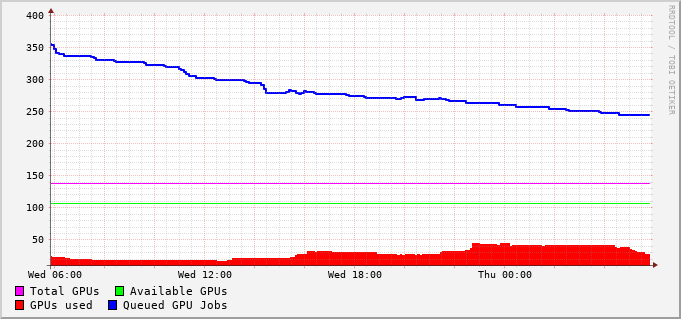 400
350
300
250
200
150
100
50
Wed 06:00 Wed 12:00 Wed 18:00 Thu 00:00
Total GPUs Available GPUs
GPUs used Queued GPU Jobs
RRDTOOL / TOBI OETIKER